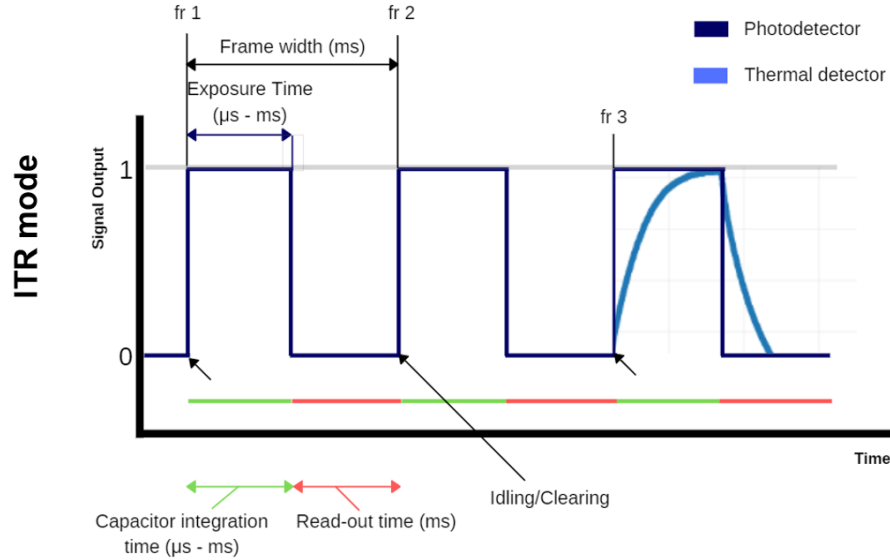 fr 1
fr 2
Photodetector
Frame width (ms)
Thermal detector
Exposure Time
(µs - ms)
fr 3
ITR mode
Signal Output
1
0
Time
Idling/Clearing
Capacitor integration
time (µs - ms)
Read-out time (ms)